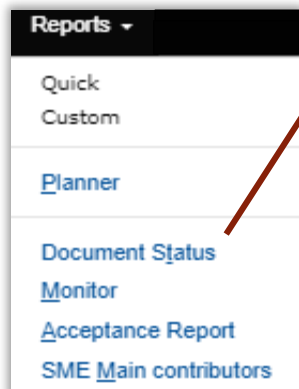 Reports
Quick
Custom
Planner
Document Status
Monitor
Acceptance Report
SME Main contributors